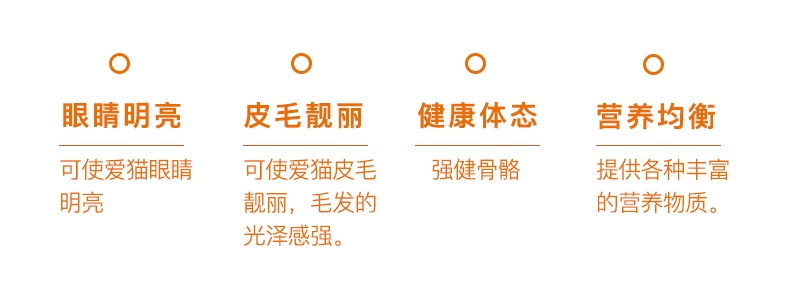 眼睛明亮
可使爱猫眼睛
明亮
皮毛靓丽
可使爱猫皮毛
靓丽，毛发的
光泽感强。
健康体态
强健骨骼
营养均衡
提供各种丰富
的营养物质。